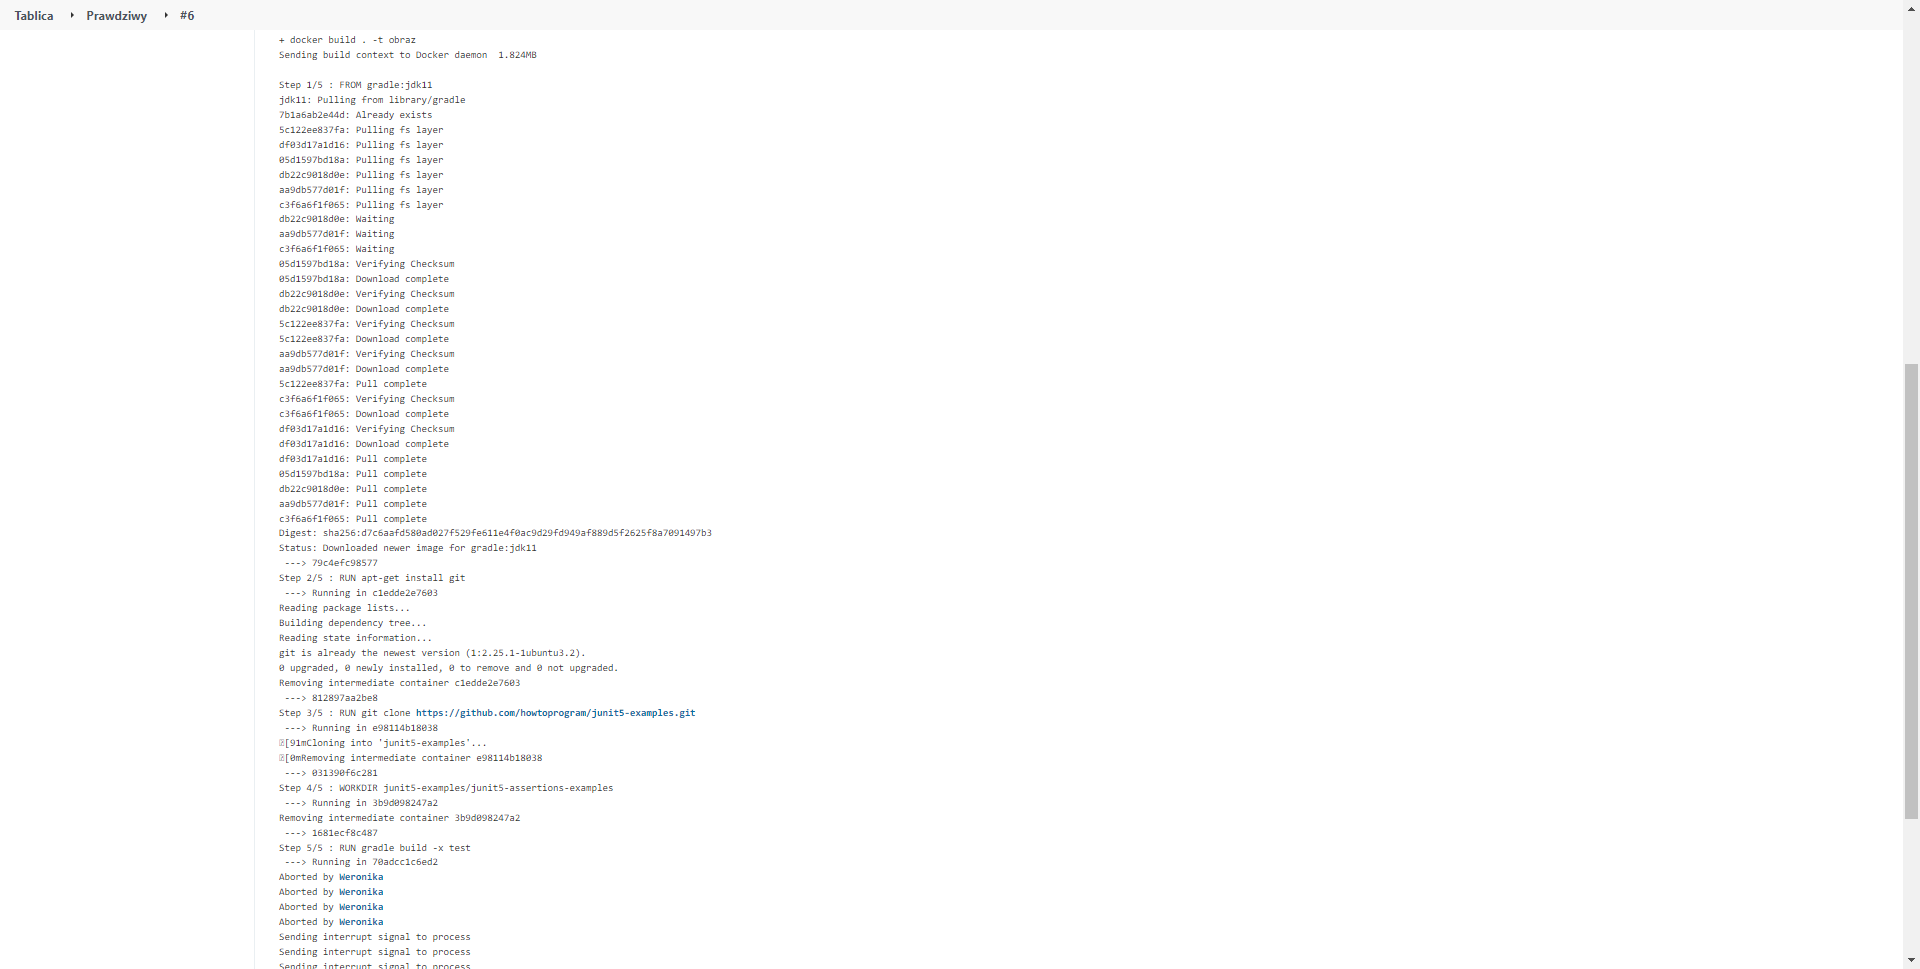 Tablica Prawdziwy #6
+ docker build . -t obraz
Sending build context to Docker daemon  1.824MB
Step 1/5 : FROM gradle:jdk11
jdk11: Pulling from library/gradle
7b1a6ab2e44d: Already exists
5c122ee837fa: Pulling fs layer
df03d17a1d16: Pulling fs layer
05d1597bd18a: Pulling fs layer
db22c9018d0e: Pulling fs layer
aa9db577d01f: Pulling fs layer
c3f6a6f1f065: Pulling fs layer
db22c9018d0e: Waiting
aa9db577d01f: Waiting
c3f6a6f1f065: Waiting
05d1597bd18a: Verifying Checksum
05d1597bd18a: Download complete
db22c9018d0e: Verifying Checksum
db22c9018d0e: Download complete
5c122ee837fa: Verifying Checksum
5c122ee837fa: Download complete
aa9db577d01f: Verifying Checksum
aa9db577d01f: Download complete
5c122ee837fa: Pull complete
c3f6a6f1f065: Verifying Checksum
c3f6a6f1f065: Download complete
df03d17a1d16: Verifying Checksum
df03d17a1d16: Download complete
df03d17a1d16: Pull complete
05d1597bd18a: Pull complete
db22c9018d0e: Pull complete
aa9db577d01f: Pull complete
c3f6a6f1f065: Pull complete
Digest: sha256:d7c6aafd580ad027f529fe611e4f0ac9d29fd949af889d5f2625f8a7091497b3
Status: Downloaded newer image for gradle:jdk11
 ---> 79c4efc98577
Step 2/5 : RUN apt-get install git
 ---> Running in c1edde2e7603
Reading package lists...
Building dependency tree...
Reading state information...
git is already the newest version (1:2.25.1-1ubuntu3.2).
0 upgraded, 0 newly installed, 0 to remove and 0 not upgraded.
Removing intermediate container c1edde2e7603
 ---> 812897aa2be8
Step 3/5 : RUN git clone https://github.com/howtoprogram/junit5-examples.git
 ---> Running in e98114b18038
[91mCloning into 'junit5-examples'...
[0mRemoving intermediate container e98114b18038
 ---> 031390f6c281
Step 4/5 : WORKDIR junit5-examples/junit5-assertions-examples
 ---> Running in 3b9d098247a2
Removing intermediate container 3b9d098247a2
 ---> 1681ecf8c487
Step 5/5 : RUN gradle build -x test
 ---> Running in 70adcc1c6ed2
Aborted by Weronika
Aborted by Weronika
Aborted by Weronika
Aborted by Weronika
Sending interrupt signal to process
Sending interrupt signal to process
Sending interrupt signal to process